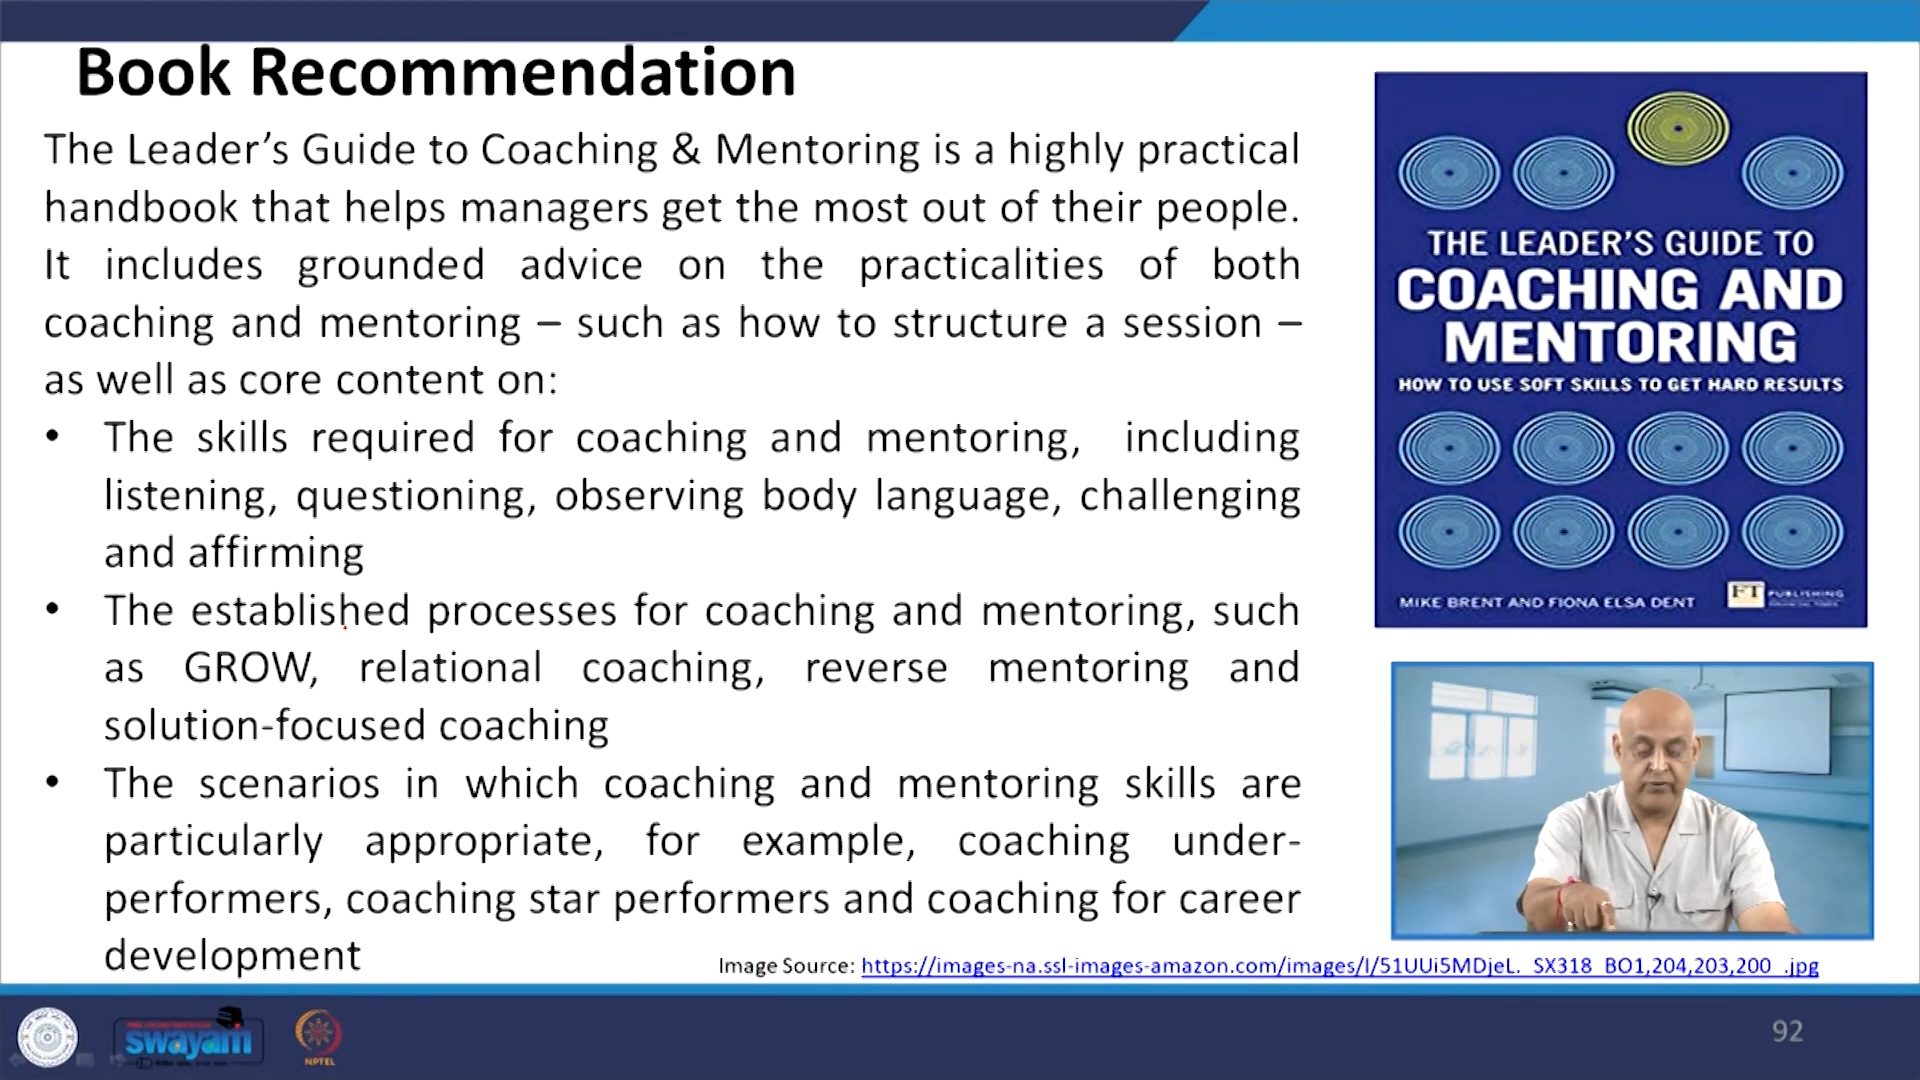 Book Recommendation
The Leader's Guide to Coaching & Mentoring is a highly practical
handbook that helps managers get the most out of their people.
It includes grounded advice on the practicalities of both
coaching and mentoring – such as how to structure a session –
as well as core content on:
• The skills required for coaching and mentoring, including
listening, questioning, observing body language, challenging
and affirming
• The established processes for coaching and mentoring, such
as GROW, relational coaching, reverse mentoring and
solution-focused coaching
• The scenarios in which coaching and mentoring skills are
particularly appropriate, for example, coaching under-
performers, coaching star performers and coaching for career
development
THE LEADER'S GUIDE TO
COACHING AND
MENTORING
HOW TO USE SOFT SKILLS TO GET HARD RESULTS
MIKE BRENT AND FIONA ELSA DENT
FT PUBLISHING
Image Source: https://images-na.ssl-images-amazon.com/images/I/51UUi5MDjeL._SX318_BO1,204,203,200_.jpg
swayam
NPTEL
92